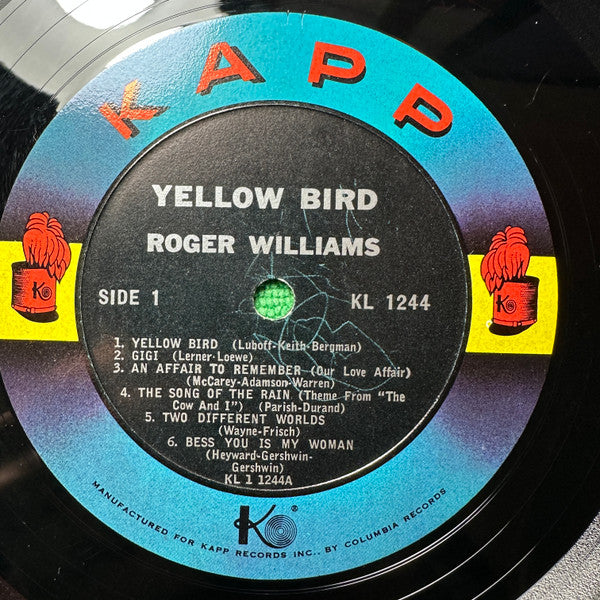 KAPP
YELLOW BIRD
ROGER WILLIAMS
SIDE 1
KL 1244
1. YELLOW BIRD (Luboff-Keith-Bergman)
2. GIGI (Lerner-Loewe)
3. AN AFFAIR TO REMEMBER (Our Love Affair)
(McCarey-Adamson-Warren)
4. THE SONG OF THE RAIN (Theme From "The
Cow And I") (Parish-Durand)
5. TWO DIFFERENT WORLDS
(Wayne-Frisch)
6. BESS YOU IS MY WOMAN
(Heyward-Gershwin-
Gershwin)
KL 1 1244A
K
K
K ®
MANUFACTURED FOR KAPP RECORDS INC., BY COLUMBIA RECORDS